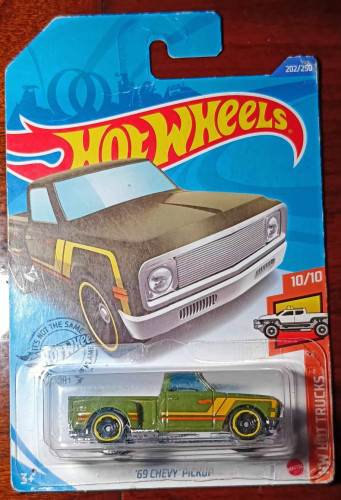 202/250
HOT WHEELS
10/10
HW HOT TRUCKS
'69 CHEVY PICKUP
3+